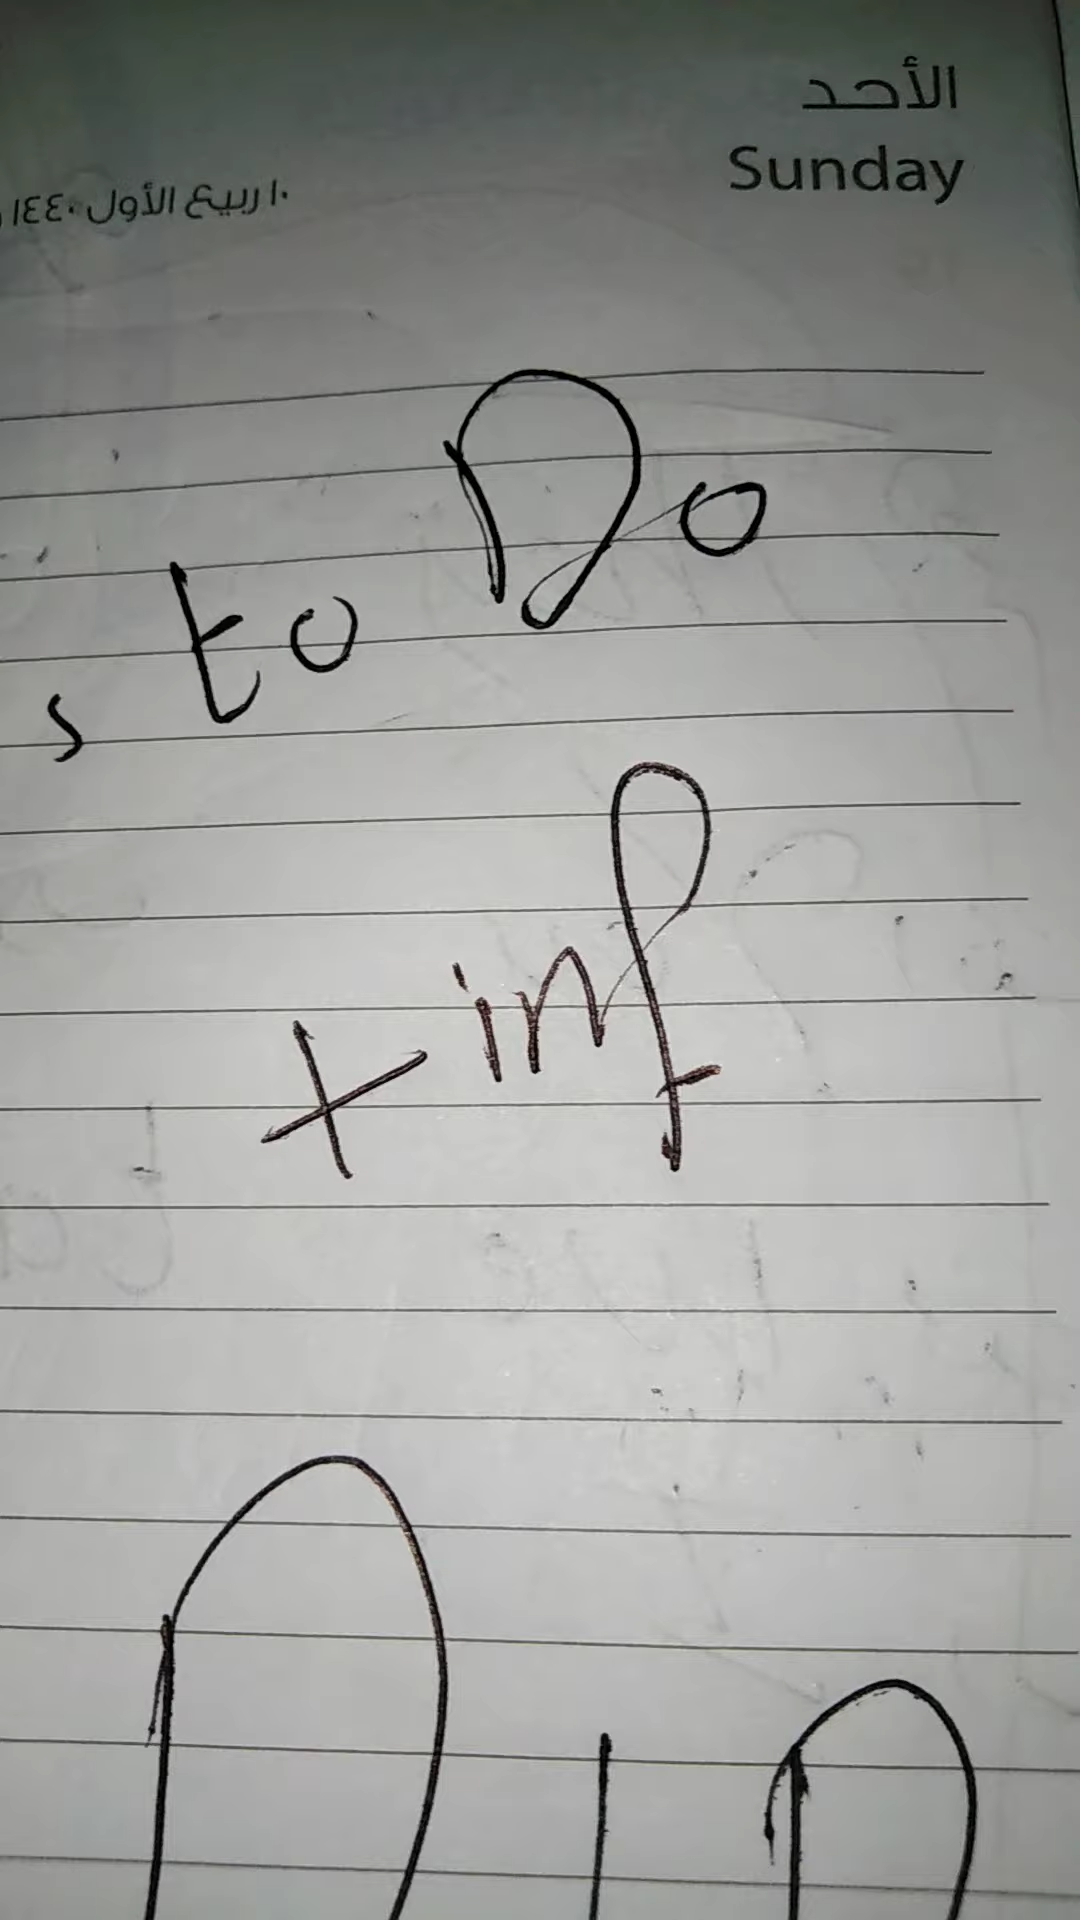 الأحد
Sunday
١٠ ربيع الأول ١٤٤٠
s to Do
+ inf